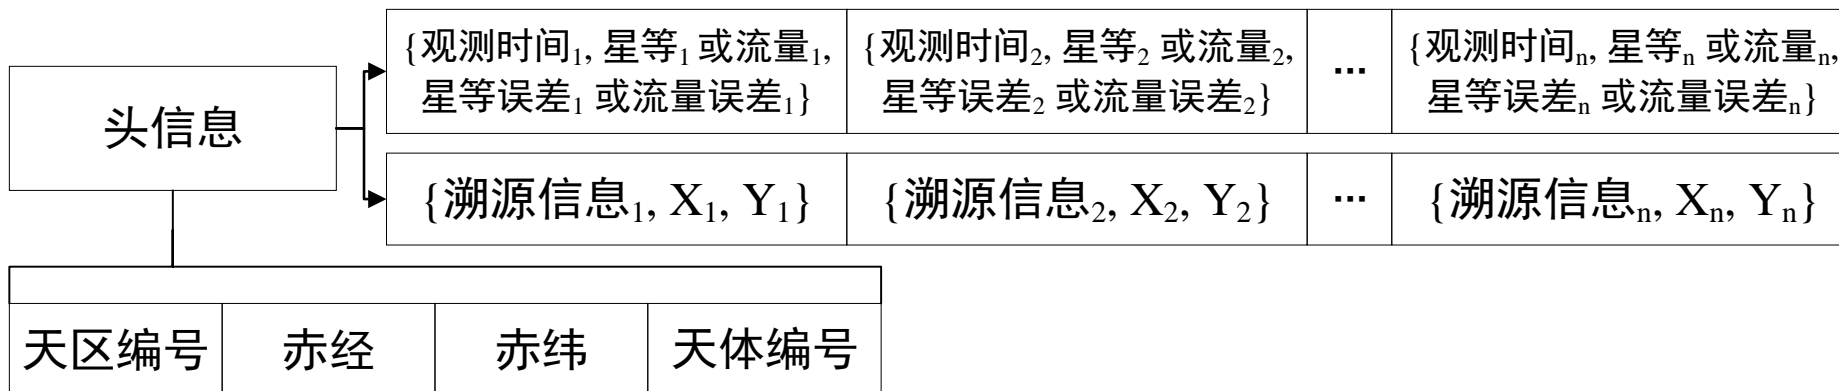 {观测时间1, 星等1 或流量1,
星等误差1 或流量误差1}
{观测时间2, 星等2 或流量2,
星等误差2 或流量误差2}
...
{观测时间n, 星等n 或流量n,
星等误差n 或流量误差n}
头信息
{溯源信息1, X1, Y1}
{溯源信息2, X2, Y2}
...
{溯源信息n, Xn, Yn}
天区编号
赤经
赤纬
天体编号